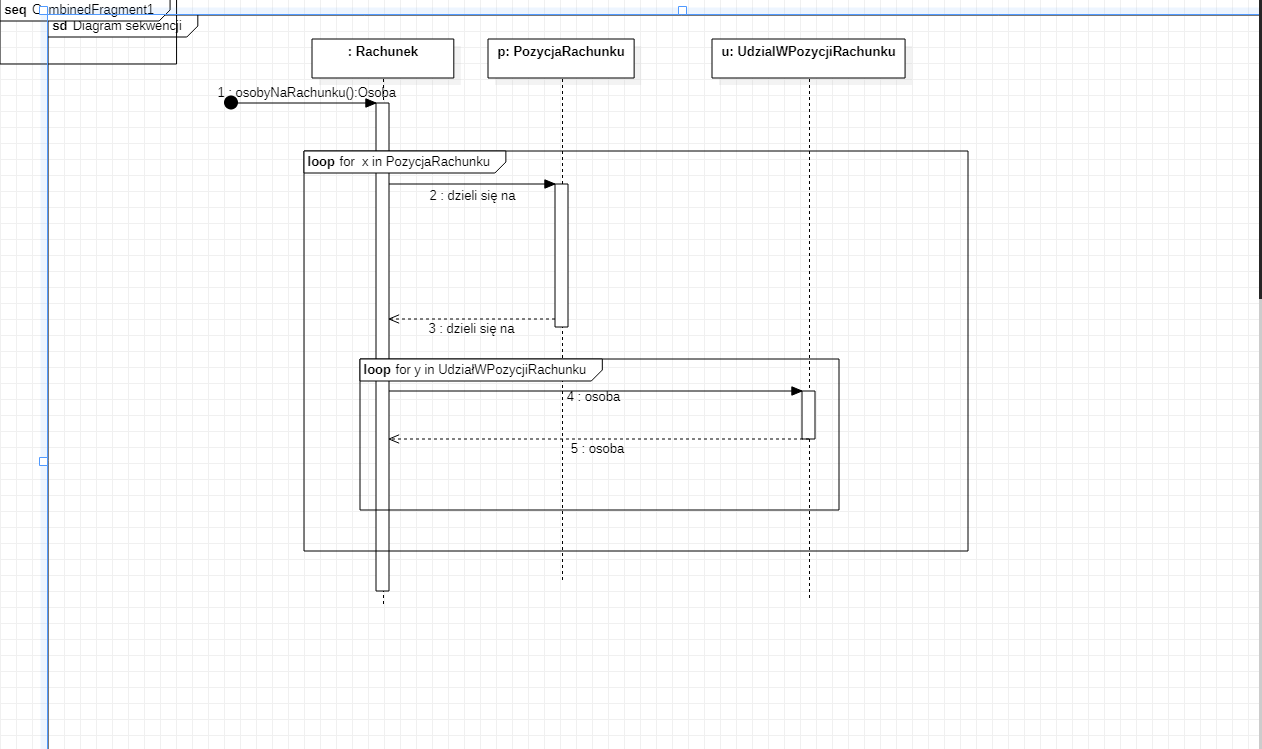 seq CombinedFragment1
sd Diagram sekwencji
: Rachunek
p: PozycjaRachunku
u: UdzialWPozycjiRachunku
1 : osobyNaRachunku():Osoba
loop for x in PozycjaRachunku
2 : dzieli się na
3 : dzieli się na
loop for y in UdziałWPozycjiRachunku
4 : osoba
5 : osoba